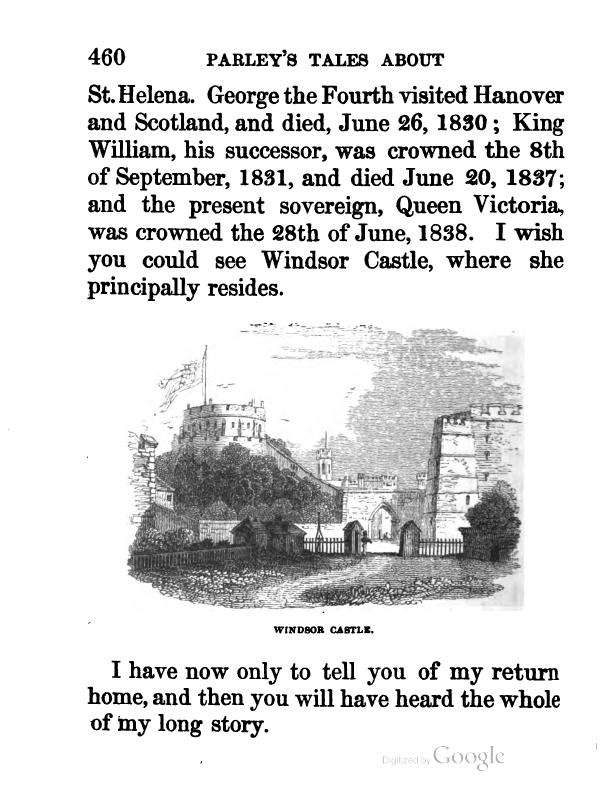 460 PARLEY'S TALES ABOUT
St. Helena. George the Fourth visited Hanover
and Scotland, and died, June 26, 1830; King
William, his successor, was crowned the 8th
of September, 1831, and died June 20, 1837;
and the present sovereign, Queen Victoria,
was crowned the 28th of June, 1838. I wish
you could see Windsor Castle, where she
principally resides.
WINDSOR CASTLE.
I have now only to tell you of my return
home, and then you will have heard the whole
of my long story.
Digitized by Google